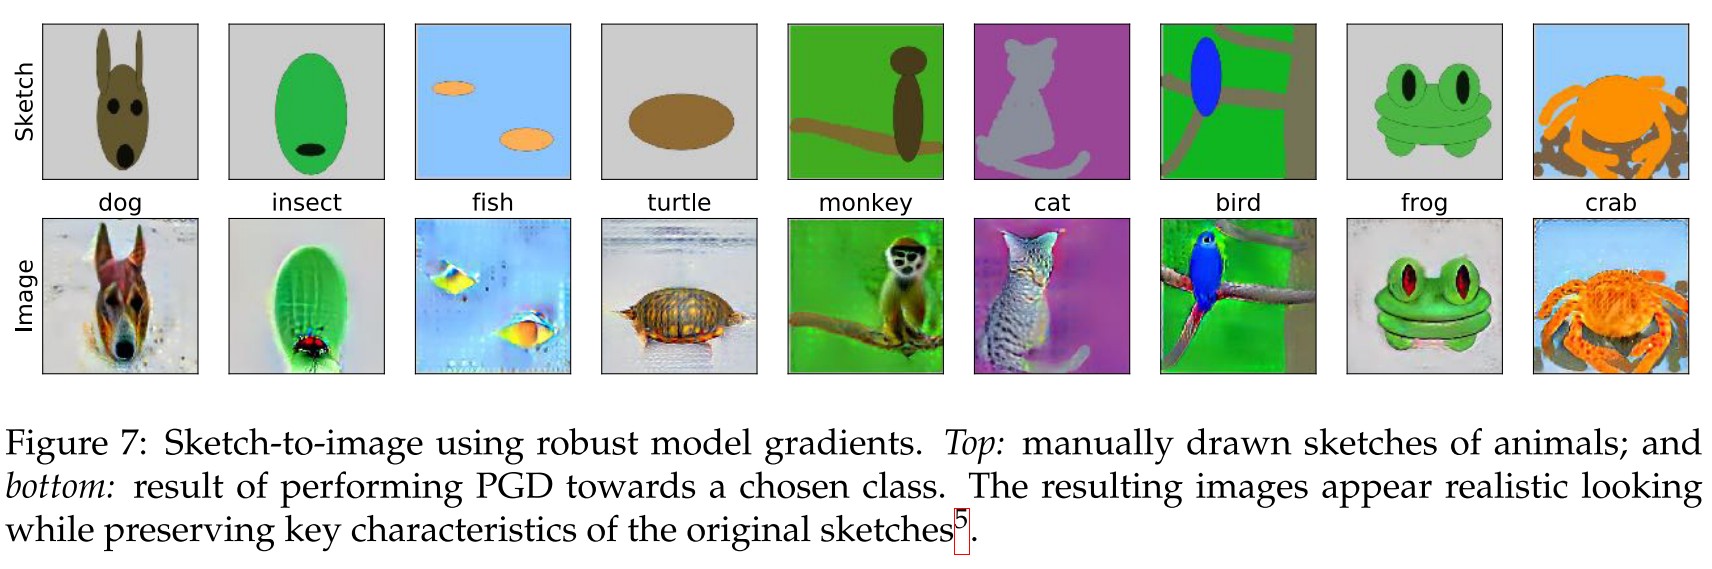 Sketch
dog insect fish turtle monkey cat bird frog crab
Image
Figure 7: Sketch-to-image using robust model gradients. Top: manually drawn sketches of animals; and
bottom: result of performing PGD towards a chosen class. The resulting images appear realistic looking
while preserving key characteristics of the original sketches5.